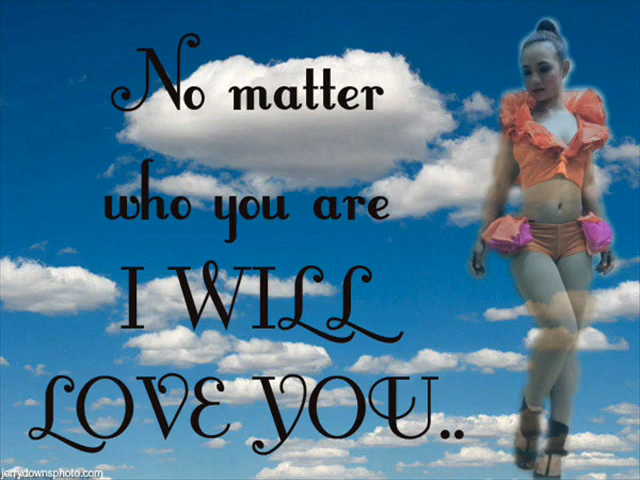 No matter
who you are
I WILL
LOVE YOU..
jerrydownsphoto.com